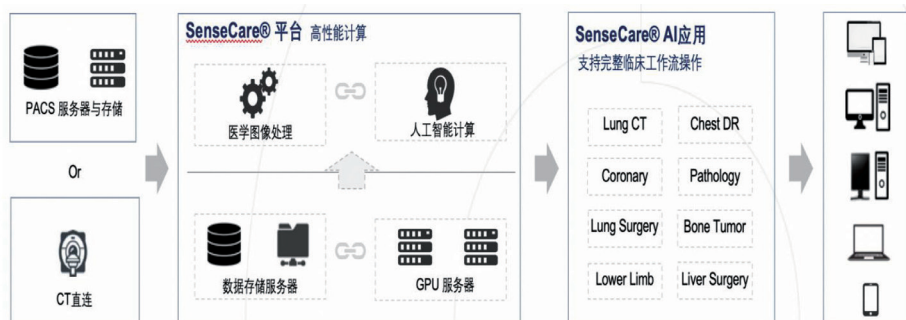 PACS 服务器与存储
Or
CT直连
SenseCare® 平台 高性能计算
医学图像处理
人工智能计算
数据存储服务器
GPU 服务器
SenseCare® AI应用
支持完整临床工作流操作
Lung CT
Chest DR
Coronary
Pathology
Lung Surgery
Bone Tumor
Lower Limb
Liver Surgery